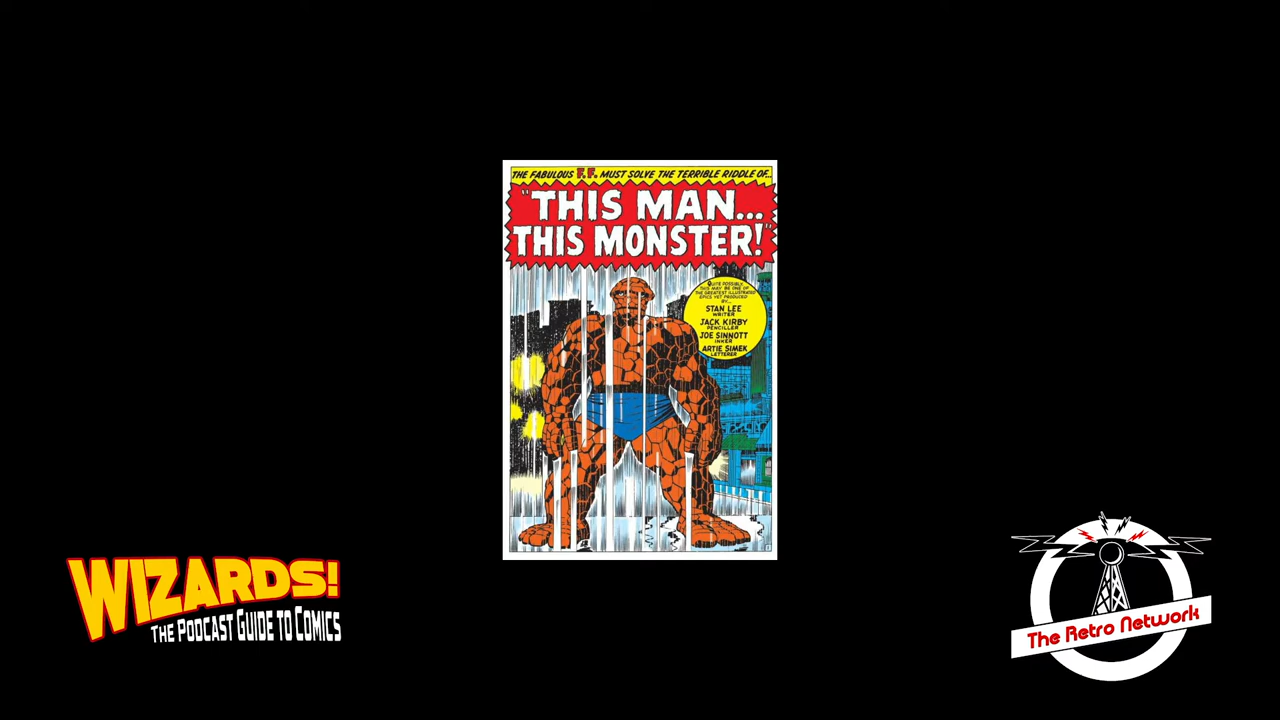 THE FABULOUS F.F. MUST SOLVE THE TERRIBLE RIDDLE OF...
"THIS MAN...
THIS MONSTER!"
QUITE POSSIBLY,
THIS MAY BE ONE OF
THE GREATEST ILLUSTRATED
EPICS YET PRODUCED
BY...
STAN LEE
WRITER
JACK KIRBY
PENCILLER
JOE SINNOTT
INKER
ARTIE SIMEK
LETTERER
WIZARDS!
THE PODCAST GUIDE TO COMICS
The Retro Network